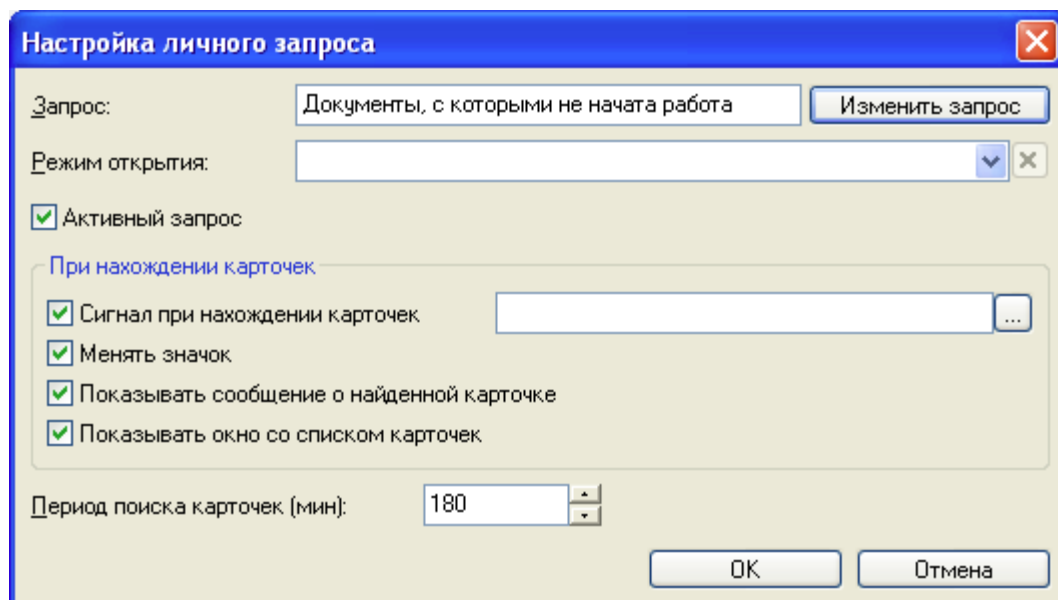 Настройка личного запроса
Запрос: Документы, с которыми не начата работа Изменить запрос
Режим открытия:
Активный запрос
При нахождении карточек
Сигнал при нахождении карточек ...
Менять значок
Показывать сообщение о найденной карточке
Показывать окно со списком карточек
Период поиска карточек (мин): 180
OK Отмена